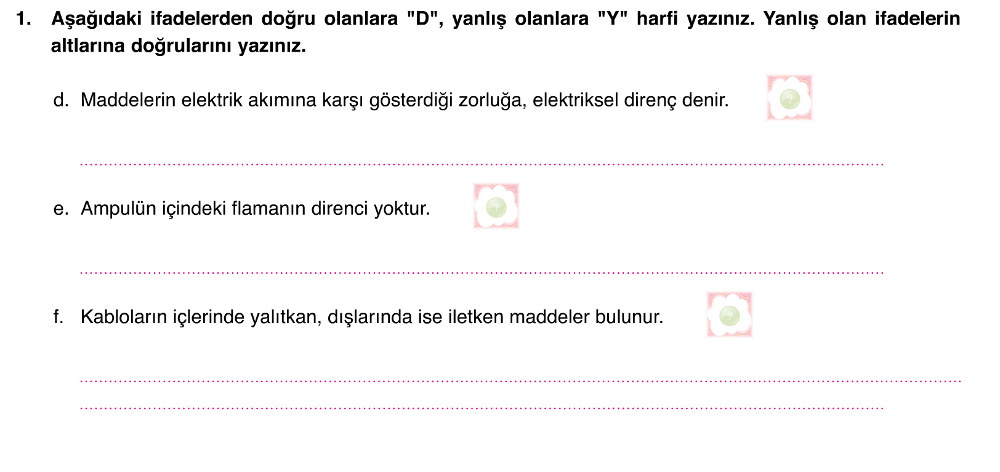 1. Aşağıdaki ifadelerden doğru olanlara "D", yanlış olanlara "Y" harfi yazınız. Yanlış olan ifadelerin
altlarına doğrularını yazınız.
d. Maddelerin elektrik akımına karşı gösterdiği zorluğa, elektriksel direnç denir. ?
e. Ampulün içindeki flamanın direnci yoktur. ?
f. Kabloların içlerinde yalıtkan, dışlarında ise iletken maddeler bulunur. ?